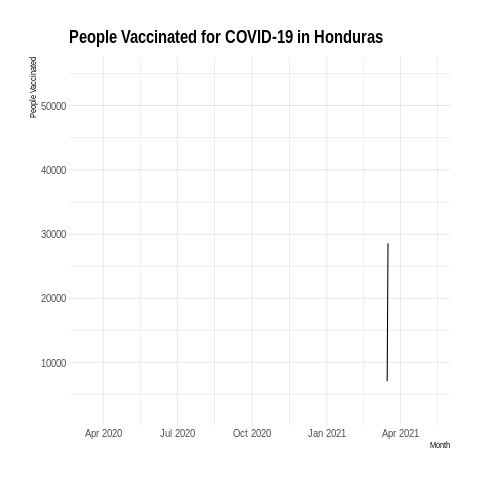 People Vaccinated for COVID-19 in Honduras
People Vaccinated
50000
40000
30000
20000
10000
Apr 2020 Jul 2020 Oct 2020 Jan 2021 Apr 2021
Month